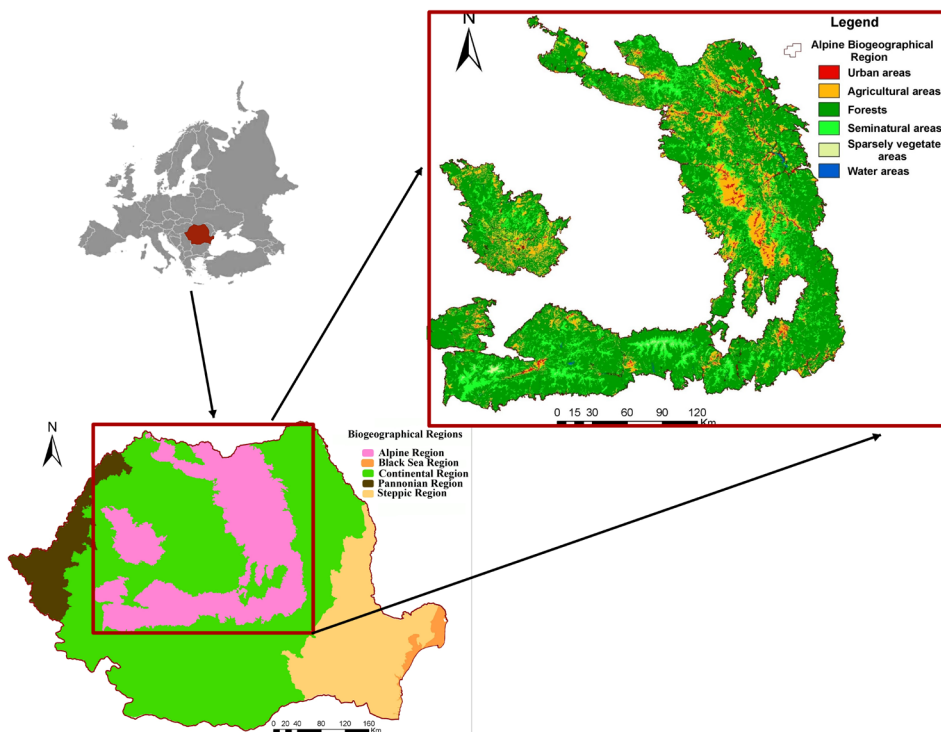 N
Legend
Alpine Biogeographical
Region
Urban areas
Agricultural areas
Forests
Seminatural areas
Sparsely vegetate
areas
Water areas
0 15 30 60 90 120
Km
N
Biogeographical Regions
Alpine Region
Black Sea Region
Continental Region
Pannonian Region
Steppic Region
0 20 40 80 120 160
Km